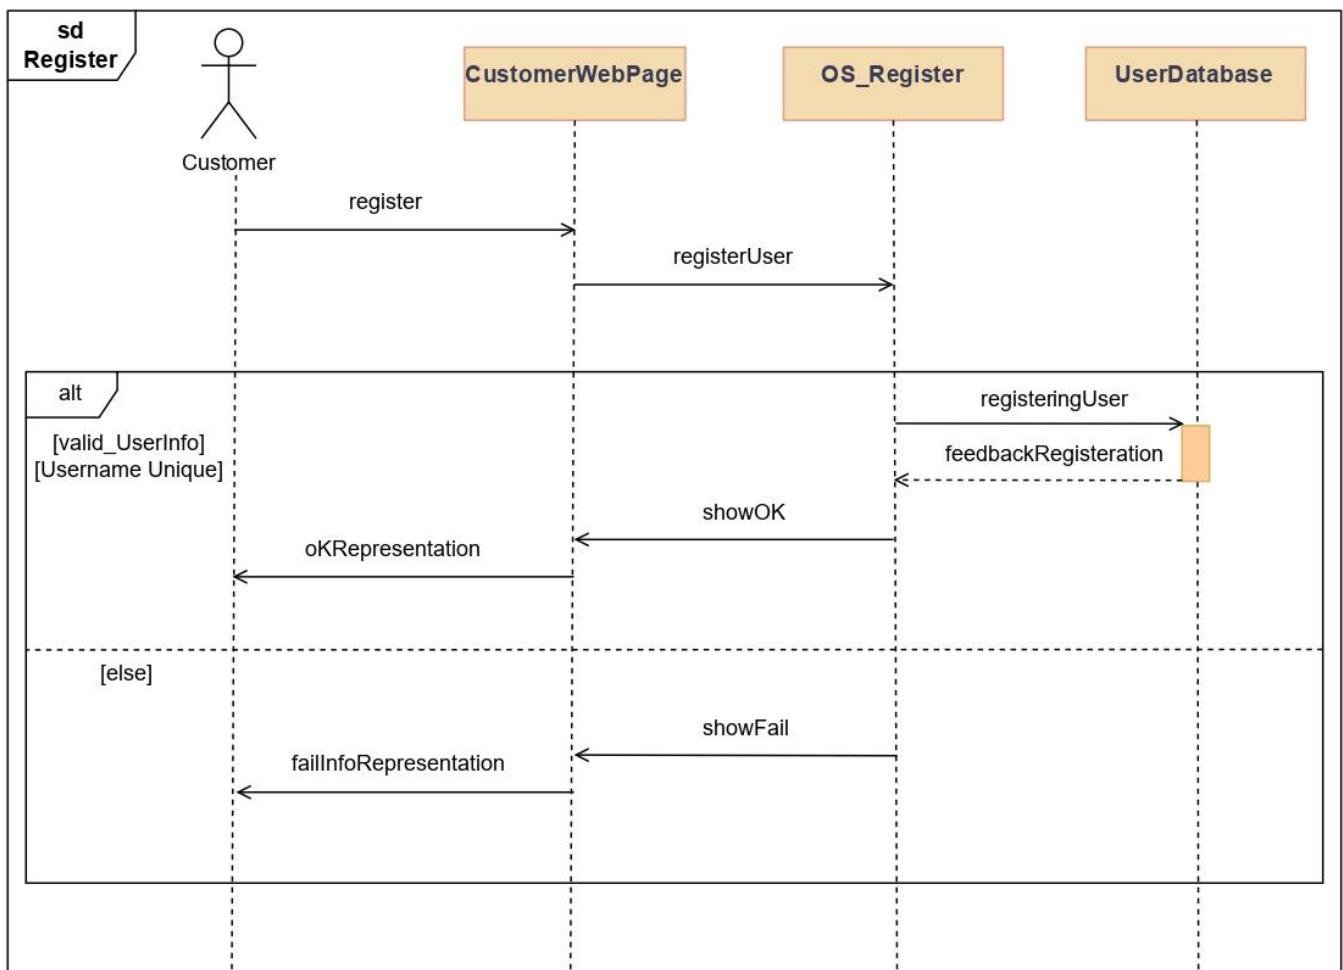 sd
Register
CustomerWebPage
OS_Register
UserDatabase
Customer
register
registerUser
alt
registeringUser
[valid_UserInfo]
[Username Unique]
feedbackRegisteration
showOK
oKRepresentation
[else]
showFail
failInfoRepresentation